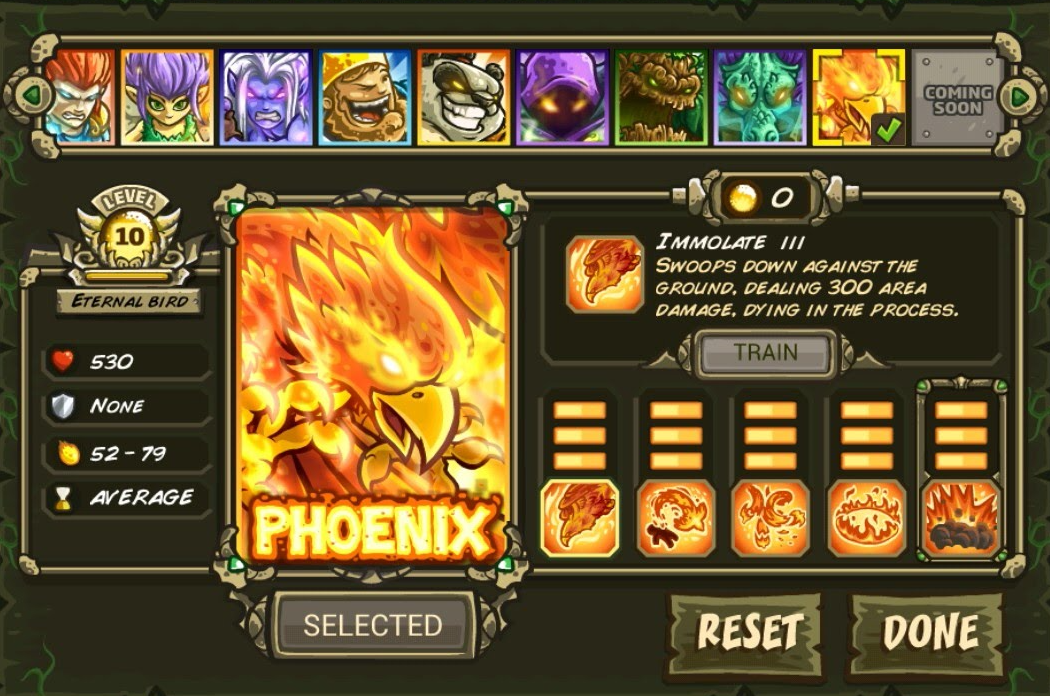 COMING
SOON
LEVEL
10
ETERNAL BIRD
530
NONE
52 - 79
AVERAGE
PHOENIX
SELECTED
0
IMMOLATE III
SWOOPS DOWN AGAINST THE
GROUND, DEALING 300 AREA
DAMAGE, DYING IN THE PROCESS.
TRAIN
RESET
DONE